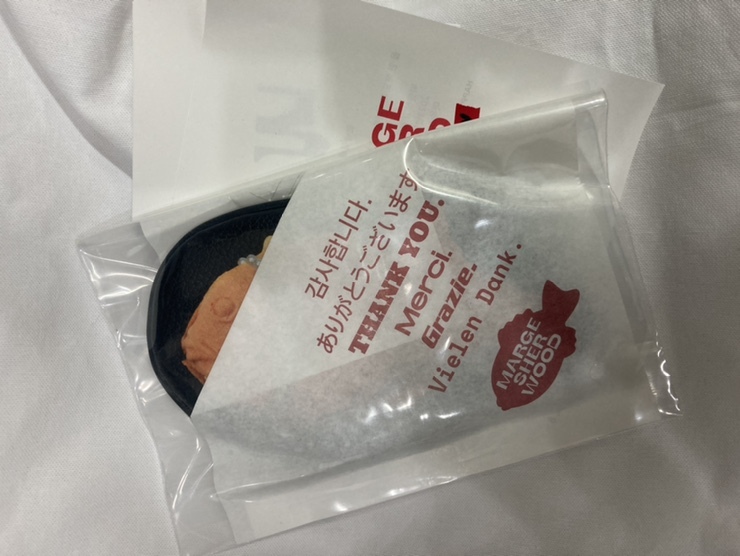 GE
감사합니다.
ありがとうございます
THANK YOU.
Merci.
Grazie.
Vielen Dank.
MARGE
SHER
WOOD